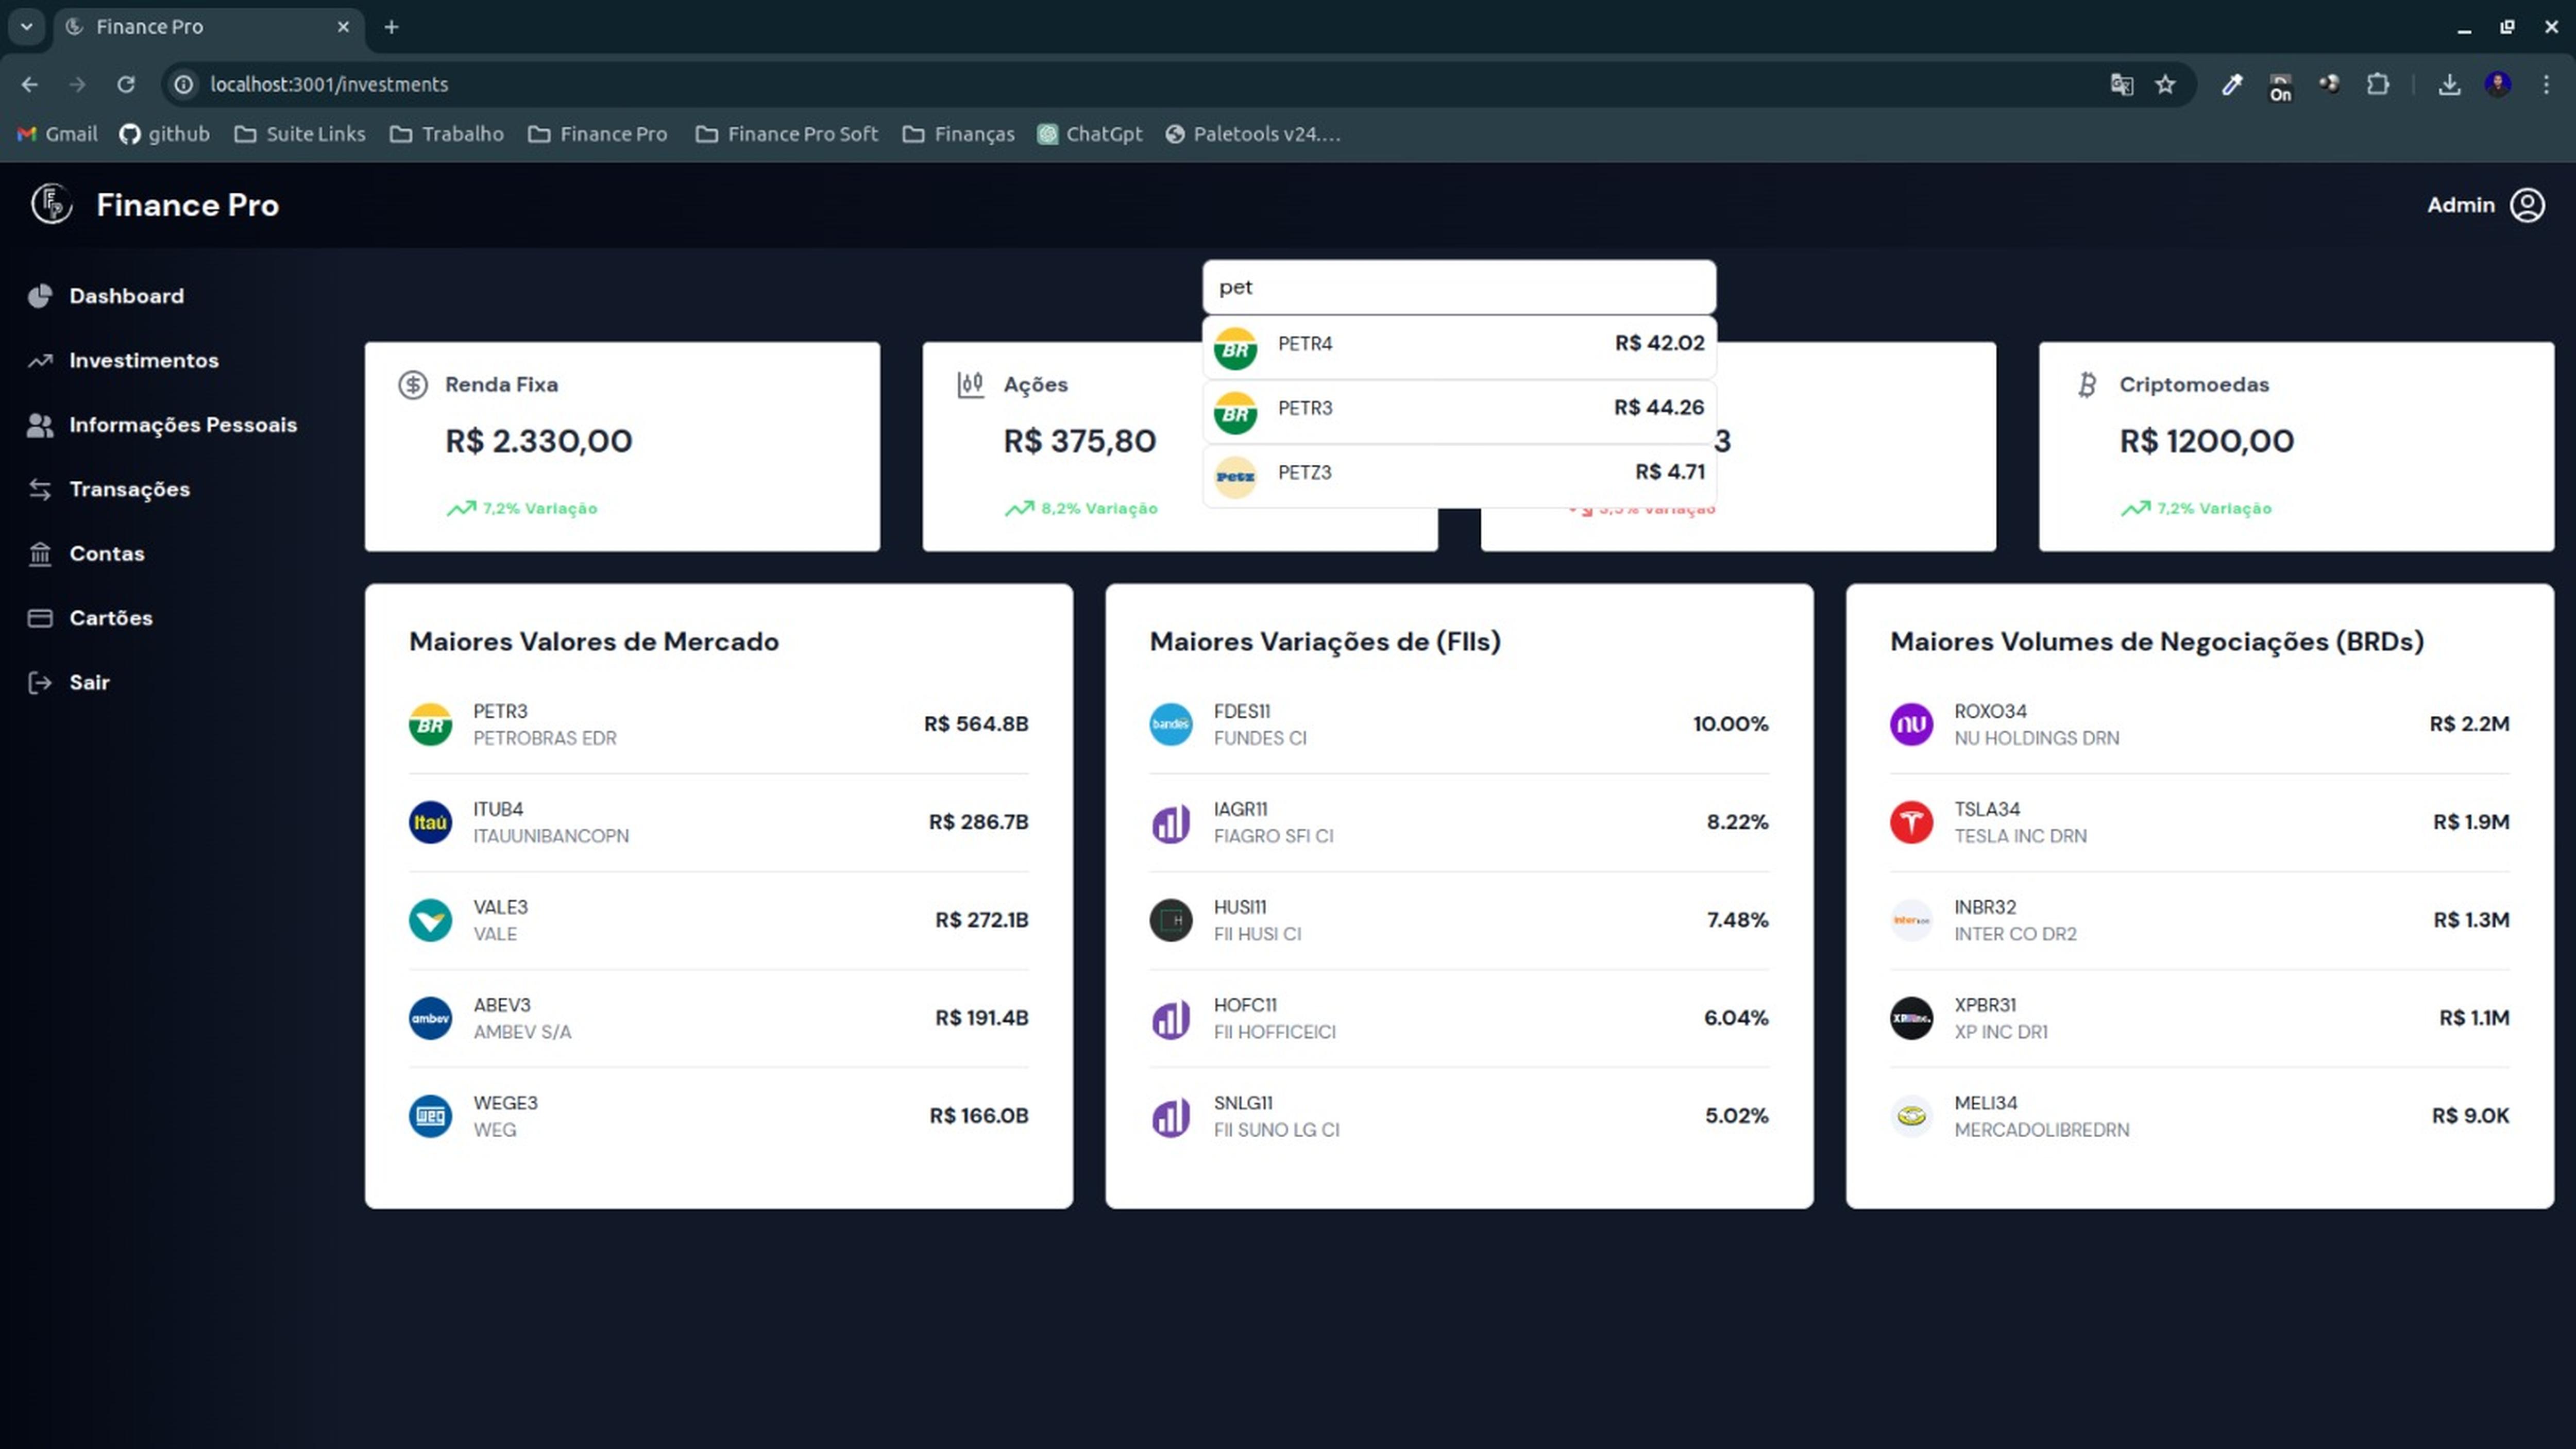 Finance Pro
localhost:3001/investments
On
Gmail
github
Suite Links
Trabalho
Finance Pro
Finance Pro Soft
Finanças
ChatGpt
Paletools v24....
Finance Pro
Admin
Dashboard
Investimentos
Informações Pessoais
Transações
Contas
Cartões
Sair
pet
BR PETR4 R$ 42.02
BR PETR3 R$ 44.26
Petz PETZ3 R$ 4.71
Renda Fixa
R$ 2.330,00
7,2% Variação
Ações
R$ 375,80
8,2% Variação
3
Variação
Criptomoedas
R$ 1200,00
7,2% Variação
Maiores Valores de Mercado
BR
PETR3
PETROBRAS EDR
R$ 564.8B
Itaú
ITUB4
ITAUUNIBANCOPN
R$ 286.7B
VALE3
VALE
R$ 272.1B
ambev
ABEV3
AMBEV S/A
R$ 191.4B
weg
WEGE3
WEG
R$ 166.0B
Maiores Variações de (FIIs)
bandes
FDES11
FUNDES CI
10.00%
IAGR11
FIAGRO SFI CI
8.22%
H
HUSI11
FII HUSI CI
7.48%
HOFC11
FII HOFFICEICI
6.04%
SNLG11
FII SUNO LG CI
5.02%
Maiores Volumes de Negociações (BRDs)
nu
ROXO34
NU HOLDINGS DRN
R$ 2.2M
TSLA34
TESLA INC DRN
R$ 1.9M
inter
INBR32
INTER CO DR2
R$ 1.3M
XPBR31
XP INC DR1
R$ 1.1M
MELI34
MERCADOLIBREDRN
R$ 9.0K